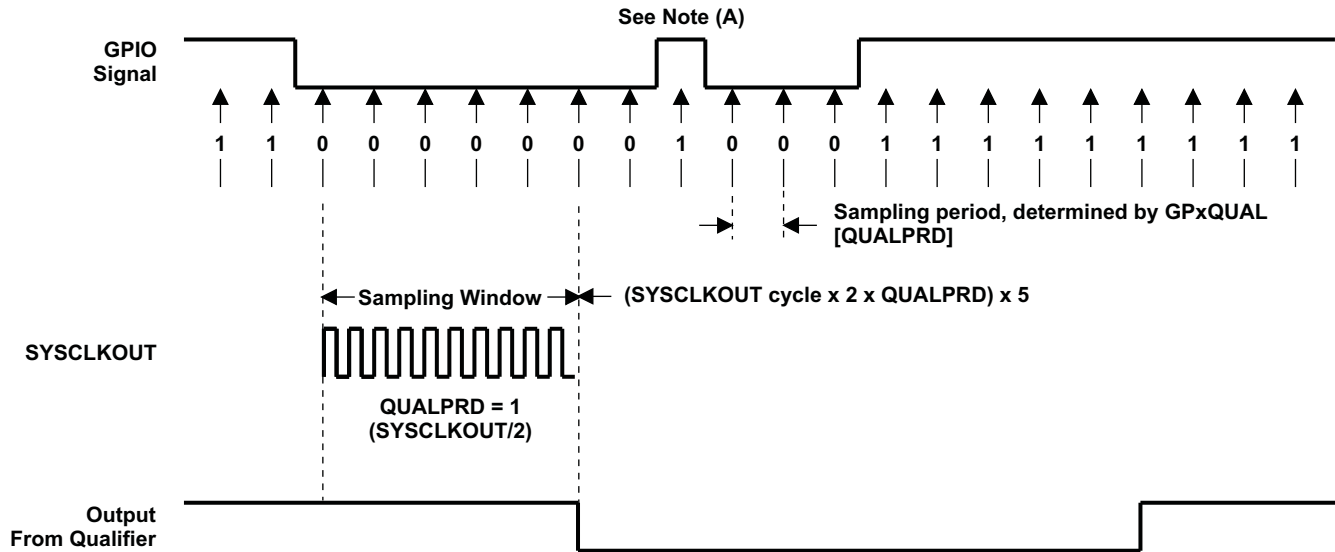 See Note (A)
GPIO
Signal
1 1 0 0 0 0 0 0 0 1 0 0 0 1 1 1 1 1 1 1 1 1
Sampling period, determined by GPxQUAL
[QUALPRD]
Sampling Window
(SYSCLKOUT cycle x 2 x QUALPRD) x 5
SYSCLKOUT
QUALPRD = 1
(SYSCLKOUT/2)
Output
From Qualifier